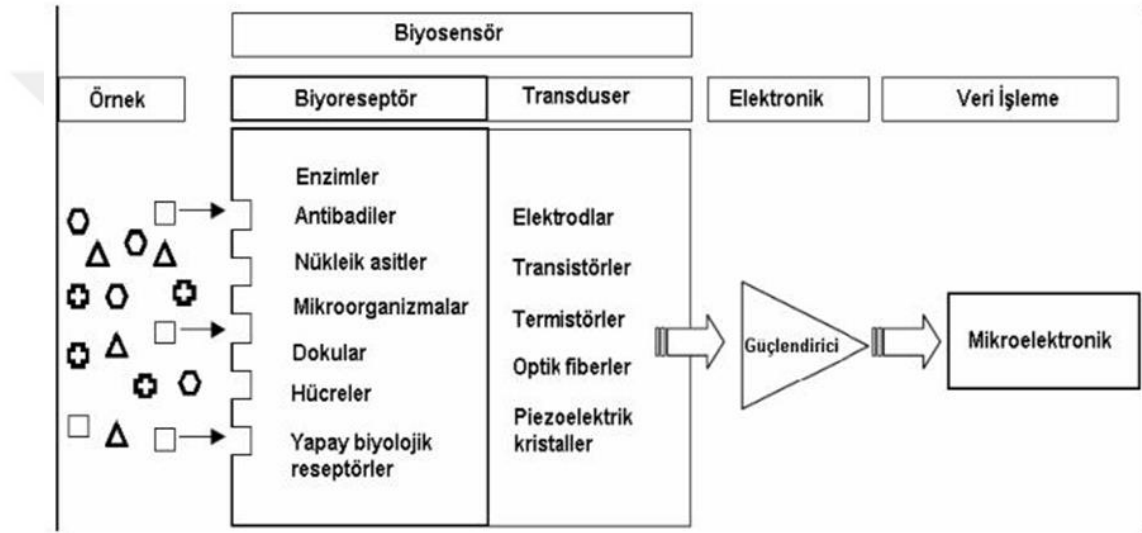 Biyosensör
Örnek
Biyoreseptör
Transduser
Elektronik
Veri İşleme
Enzimler
Antibadiler
Nükleik asitler
Mikroorganizmalar
Dokular
Hücreler
Yapay biyolojik
reseptörler
Elektrodlar
Transistörler
Termistörler
Optik fiberler
Piezoelektrik
kristaller
Güçlendirici
Mikroelektronik